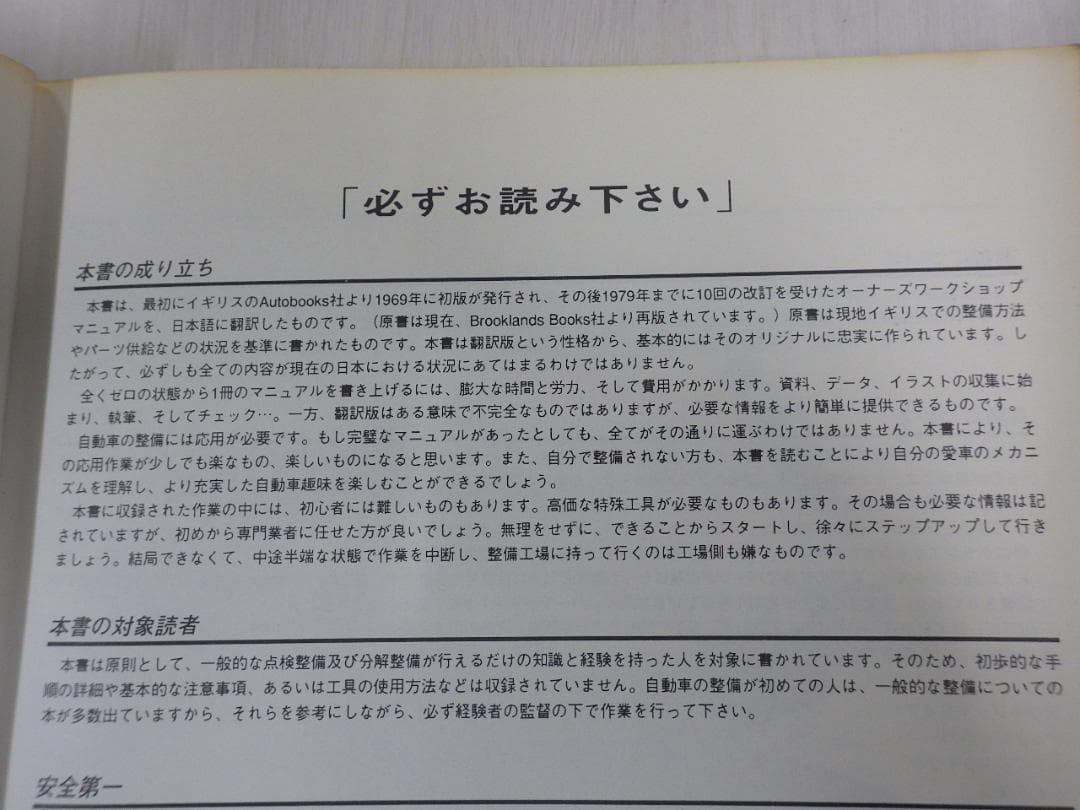 「必ずお読み下さい」
本書の成り立ち
本書は、最初にイギリスのAutobooks社より1969年に初版が発行され、その後1979年までに10回の改訂を受けたオーナーズワークショップ
マニュアルを、日本語に翻訳したものです。（原書は現在、Brooklands Books社より再版されています。）原書は現地イギリスでの整備方法
やパーツ供給などの状況を基準に書かれたものです。本書は翻訳版という性格から、基本的にはそのオリジナルに忠実に作られています。し
たがって、必ずしも全ての内容が現在の日本における状況にあてはまるわけではありません。
全くゼロの状態から1冊のマニュアルを書き上げるには、膨大な時間と労力、そして費用がかかります。資料、データ、イラストの収集に始
まり、執筆、そしてチェック…。一方、翻訳版はある意味で不完全なものではありますが、必要な情報をより簡単に提供できるものです。
自動車の整備には応用が必要です。もし完璧なマニュアルがあったとしても、全てがその通りに運ぶわけではありません。本書により、そ
の応用作業が少しでも楽なもの、楽しいものになると思います。また、自分で整備されない方も、本書を読むことにより自分の愛車のメカニ
ズムを理解し、より充実した自動車趣味を楽しむことができるでしょう。
本書に収録された作業の中には、初心者には難しいものもあります。高価な特殊工具が必要なものもあります。その場合も必要な情報は記
されていますが、初めから専門業者に任せた方が良いでしょう。無理をせずに、できることからスタートし、徐々にステップアップして行き
ましょう。結局できなくて、中途半端な状態で作業を中断し、整備工場に持って行くのは工場側も嫌なものです。
本書の対象読者
本書は原則として、一般的な点検整備及び分解整備が行えるだけの知識と経験を持った人を対象に書かれています。そのため、初歩的な手
順の詳細や基本的な注意事項、あるいは工具の使用方法などは収録されていません。自動車の整備が初めての人は、一般的な整備についての
本が多数出ていますから、それらを参考にしながら、必ず経験者の監督の下で作業を行って下さい。
安全第一